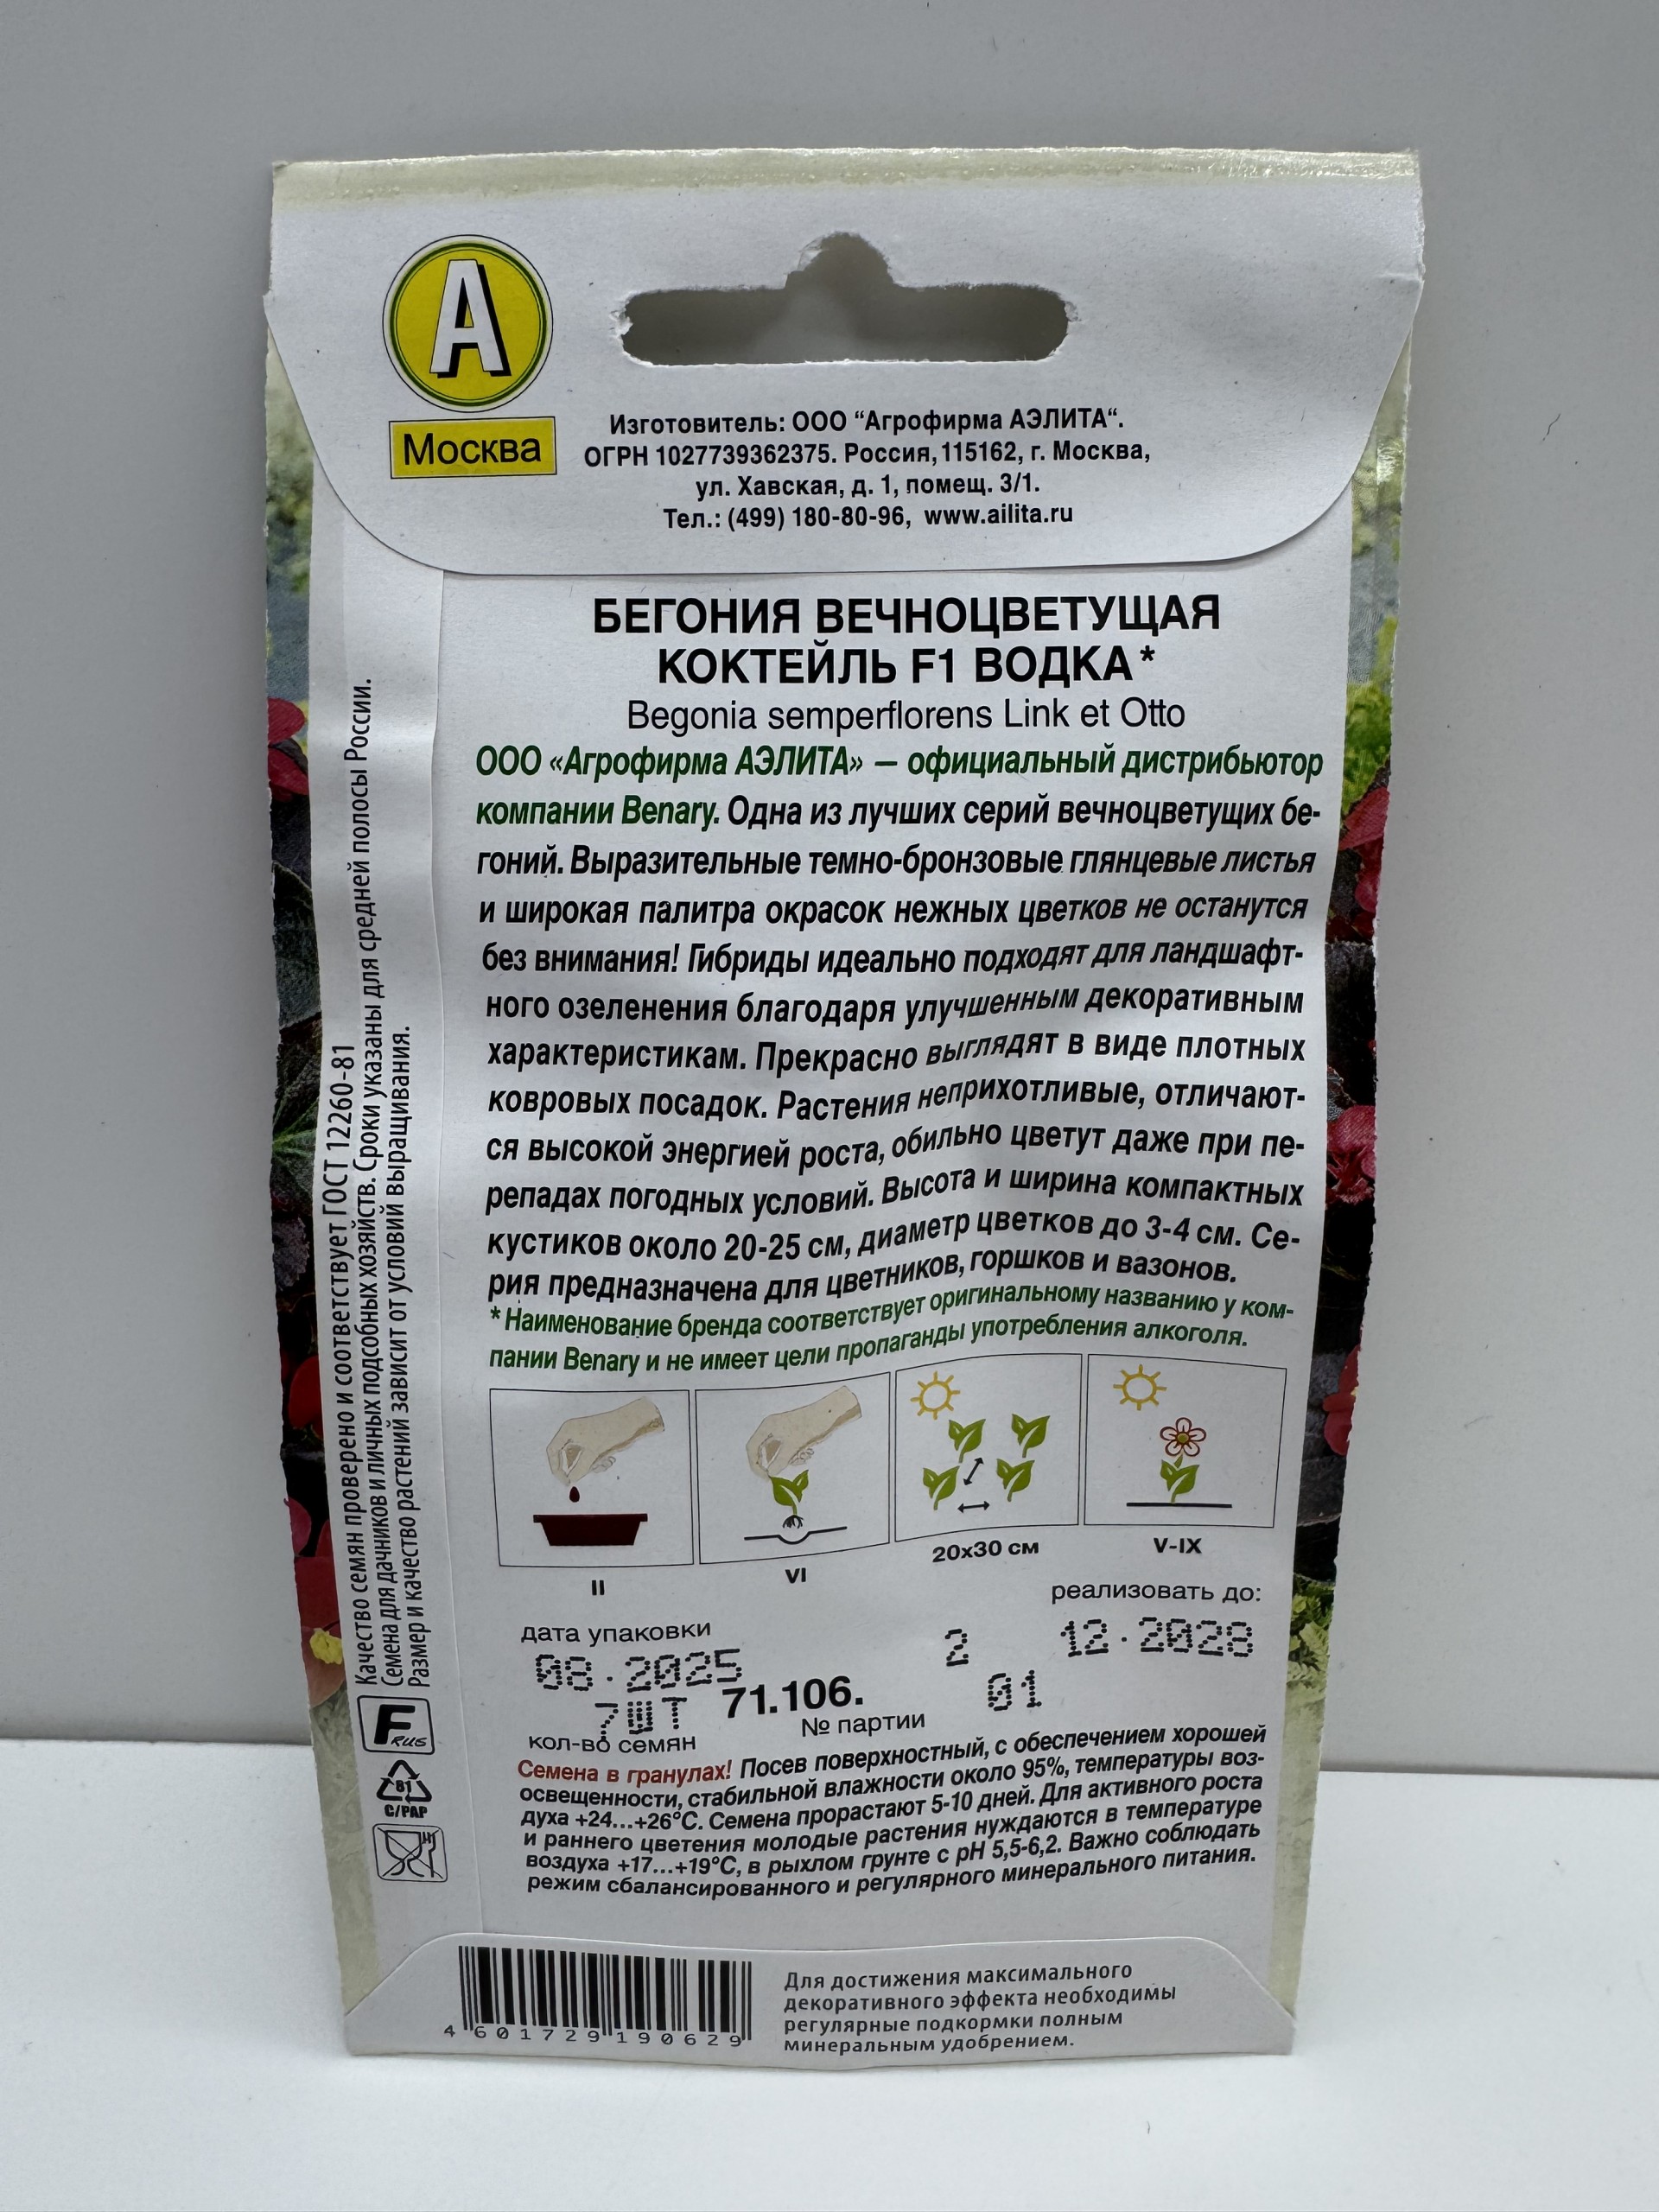 А
Москва
Изготовитель: ООО “Агрофирма АЭЛИТА“.
ОГРН 1027739362375. Россия, 115162, г. Москва,
ул. Хавская, д. 1, помещ. 3/1.
Тел.: (499) 180-80-96, www.ailita.ru
БЕГОНИЯ ВЕЧНОЦВЕТУЩАЯ
КОКТЕЙЛЬ F1 ВОДКА*
Begonia semperflorens Link et Otto
ООО «Агрофирма АЭЛИТА» — официальный дистрибьютор
компании Benary. Одна из лучших серий вечноцветущих бе-
гоний. Выразительные темно-бронзовые глянцевые листья
и широкая палитра окрасок нежных цветков не останутся
без внимания! Гибриды идеально подходят для ландшафт-
ного озеленения благодаря улучшенным декоративным
характеристикам. Прекрасно выглядят в виде плотных
ковровых посадок. Растения неприхотливые, отличают-
ся высокой энергией роста, обильно цветут даже при пе-
репадах погодных условий. Высота и ширина компактных
кустиков около 20-25 см, диаметр цветков до 3-4 см. Се-
рия предназначена для цветников, горшков и вазонов.
* Наименование бренда соответствует оригинальному названию у ком-
пании Benary и не имеет цели пропаганды употребления алкоголя.
II
VI
20х30 см
V-IX
дата упаковки
реализовать до:
08.2025
2
12.2028
7ШТ
71.106.
01
кол-во семян
№ партии
Семена в гранулах! Посев поверхностный, с обеспечением хорошей
освещенности, стабильной влажности около 95%, температуры воз-
духа +24...+26°С. Семена прорастают 5-10 дней. Для активного роста
и раннего цветения молодые растения нуждаются в температуре
воздуха +17...+19°С, в рыхлом грунте с pH 5,5-6,2. Важно соблюдать
режим сбалансированного и регулярного минерального питания.
Качество семян проверено и соответствует ГОСТ 12260-81
Семена для дачников и личных подсобных хозяйств. Сроки указаны для средней полосы России.
Размер и качество растений зависит от условий выращивания.
F RUS
81
C/PAP
4 601729 190629
Для достижения максимального
декоративного эффекта необходимы
регулярные подкормки полным
минеральным удобрением.